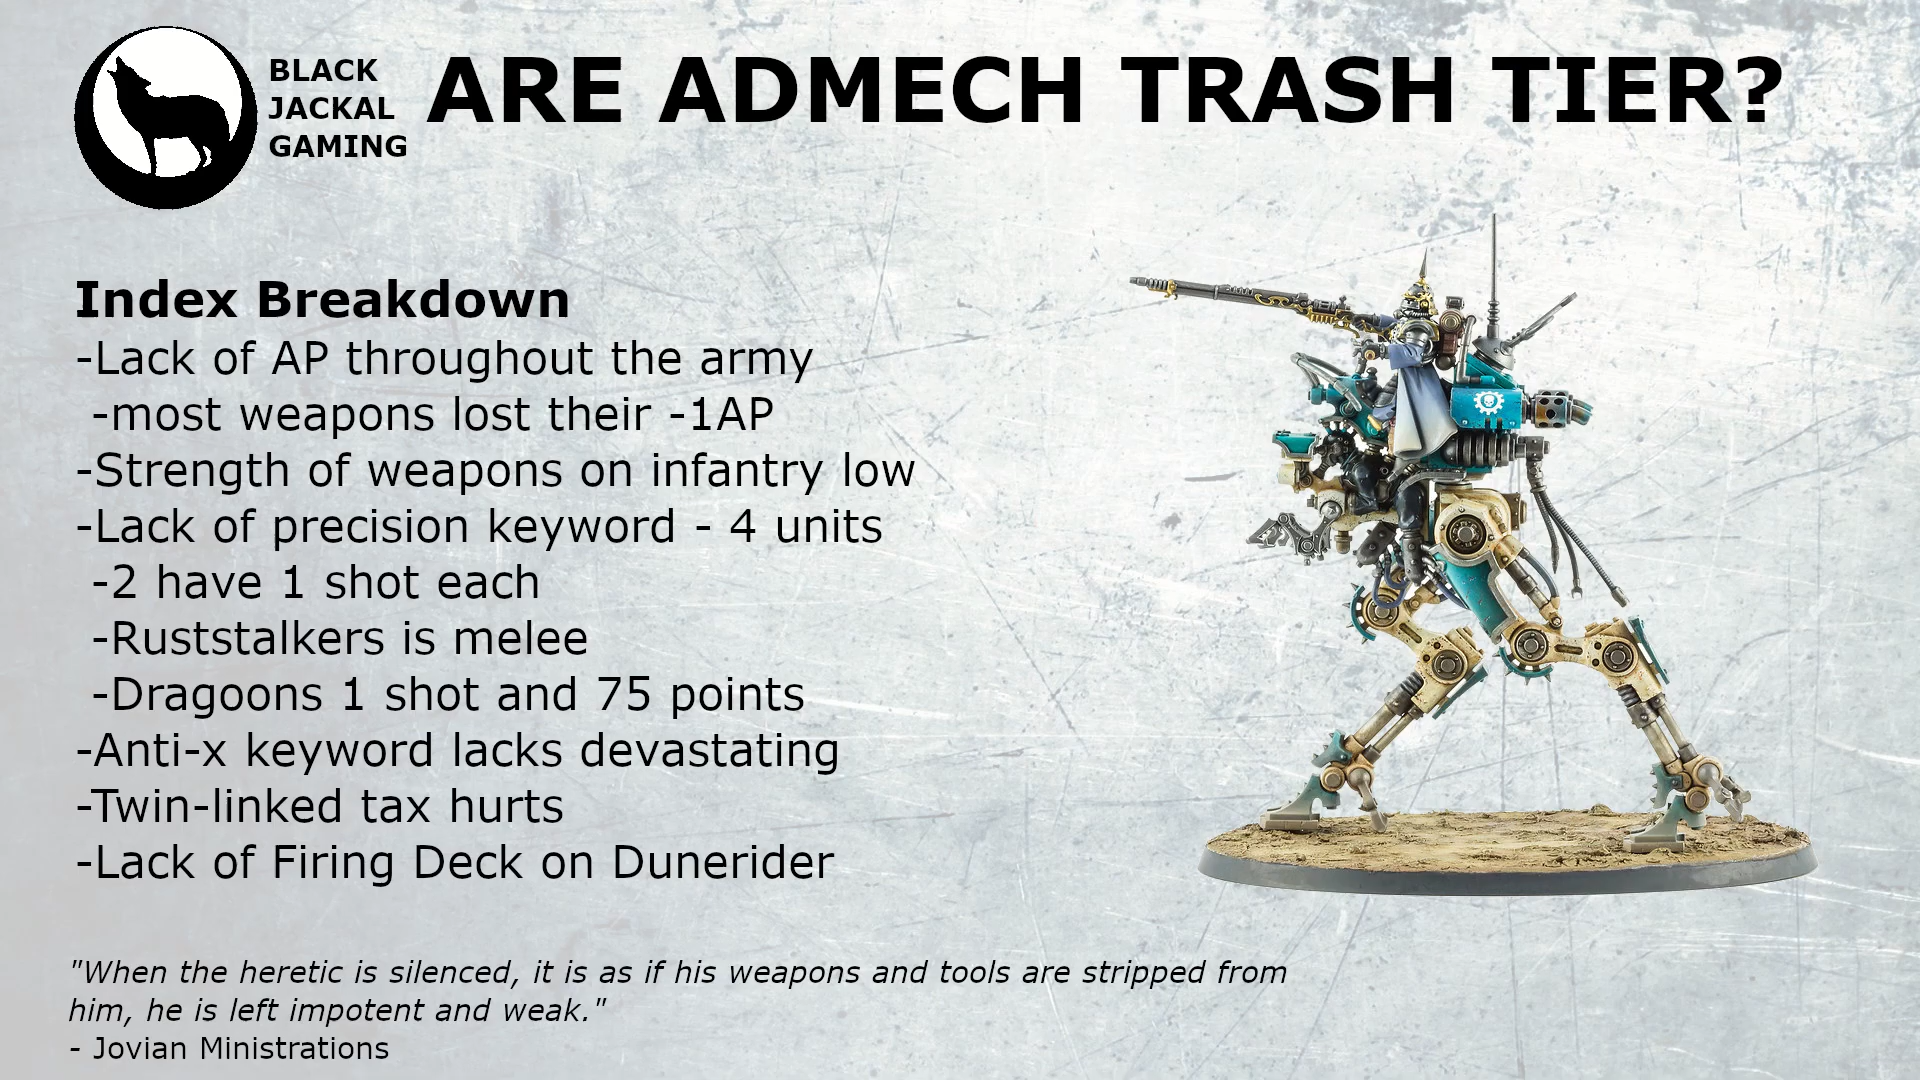 BLACK
JACKAL
GAMING
ARE ADMECH TRASH TIER?
Index Breakdown
-Lack of AP throughout the army
-most weapons lost their -1AP
-Strength of weapons on infantry low
-Lack of precision keyword - 4 units
-2 have 1 shot each
-Ruststalkers is melee
-Dragoons 1 shot and 75 points
-Anti-x keyword lacks devastating
-Twin-linked tax hurts
-Lack of Firing Deck on Dunerider
"When the heretic is silenced, it is as if his weapons and tools are stripped from
him, he is left impotent and weak."
- Jovian Ministrations